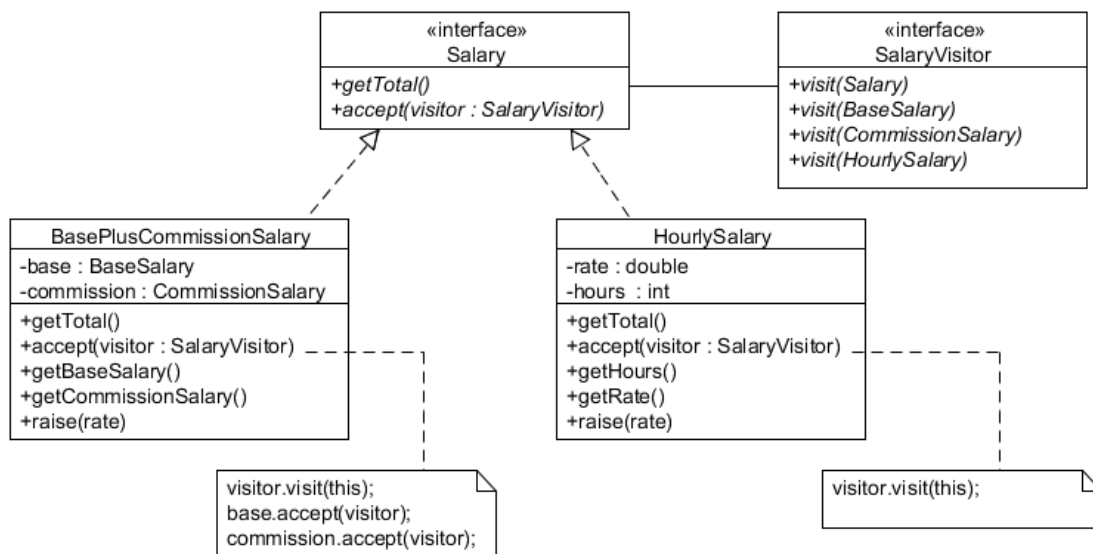 «interface»
Salary
+getTotal()
+accept(visitor : SalaryVisitor)
«interface»
SalaryVisitor
+visit(Salary)
+visit(BaseSalary)
+visit(CommissionSalary)
+visit(HourlySalary)
BasePlusCommissionSalary
-base : BaseSalary
-commission : CommissionSalary
+getTotal()
+accept(visitor : SalaryVisitor)
+getBaseSalary()
+getCommissionSalary()
+raise(rate)
HourlySalary
-rate : double
-hours : int
+getTotal()
+accept(visitor : SalaryVisitor)
+getHours()
+getRate()
+raise(rate)
visitor.visit(this);
base.accept(visitor);
commission.accept(visitor);
visitor.visit(this);